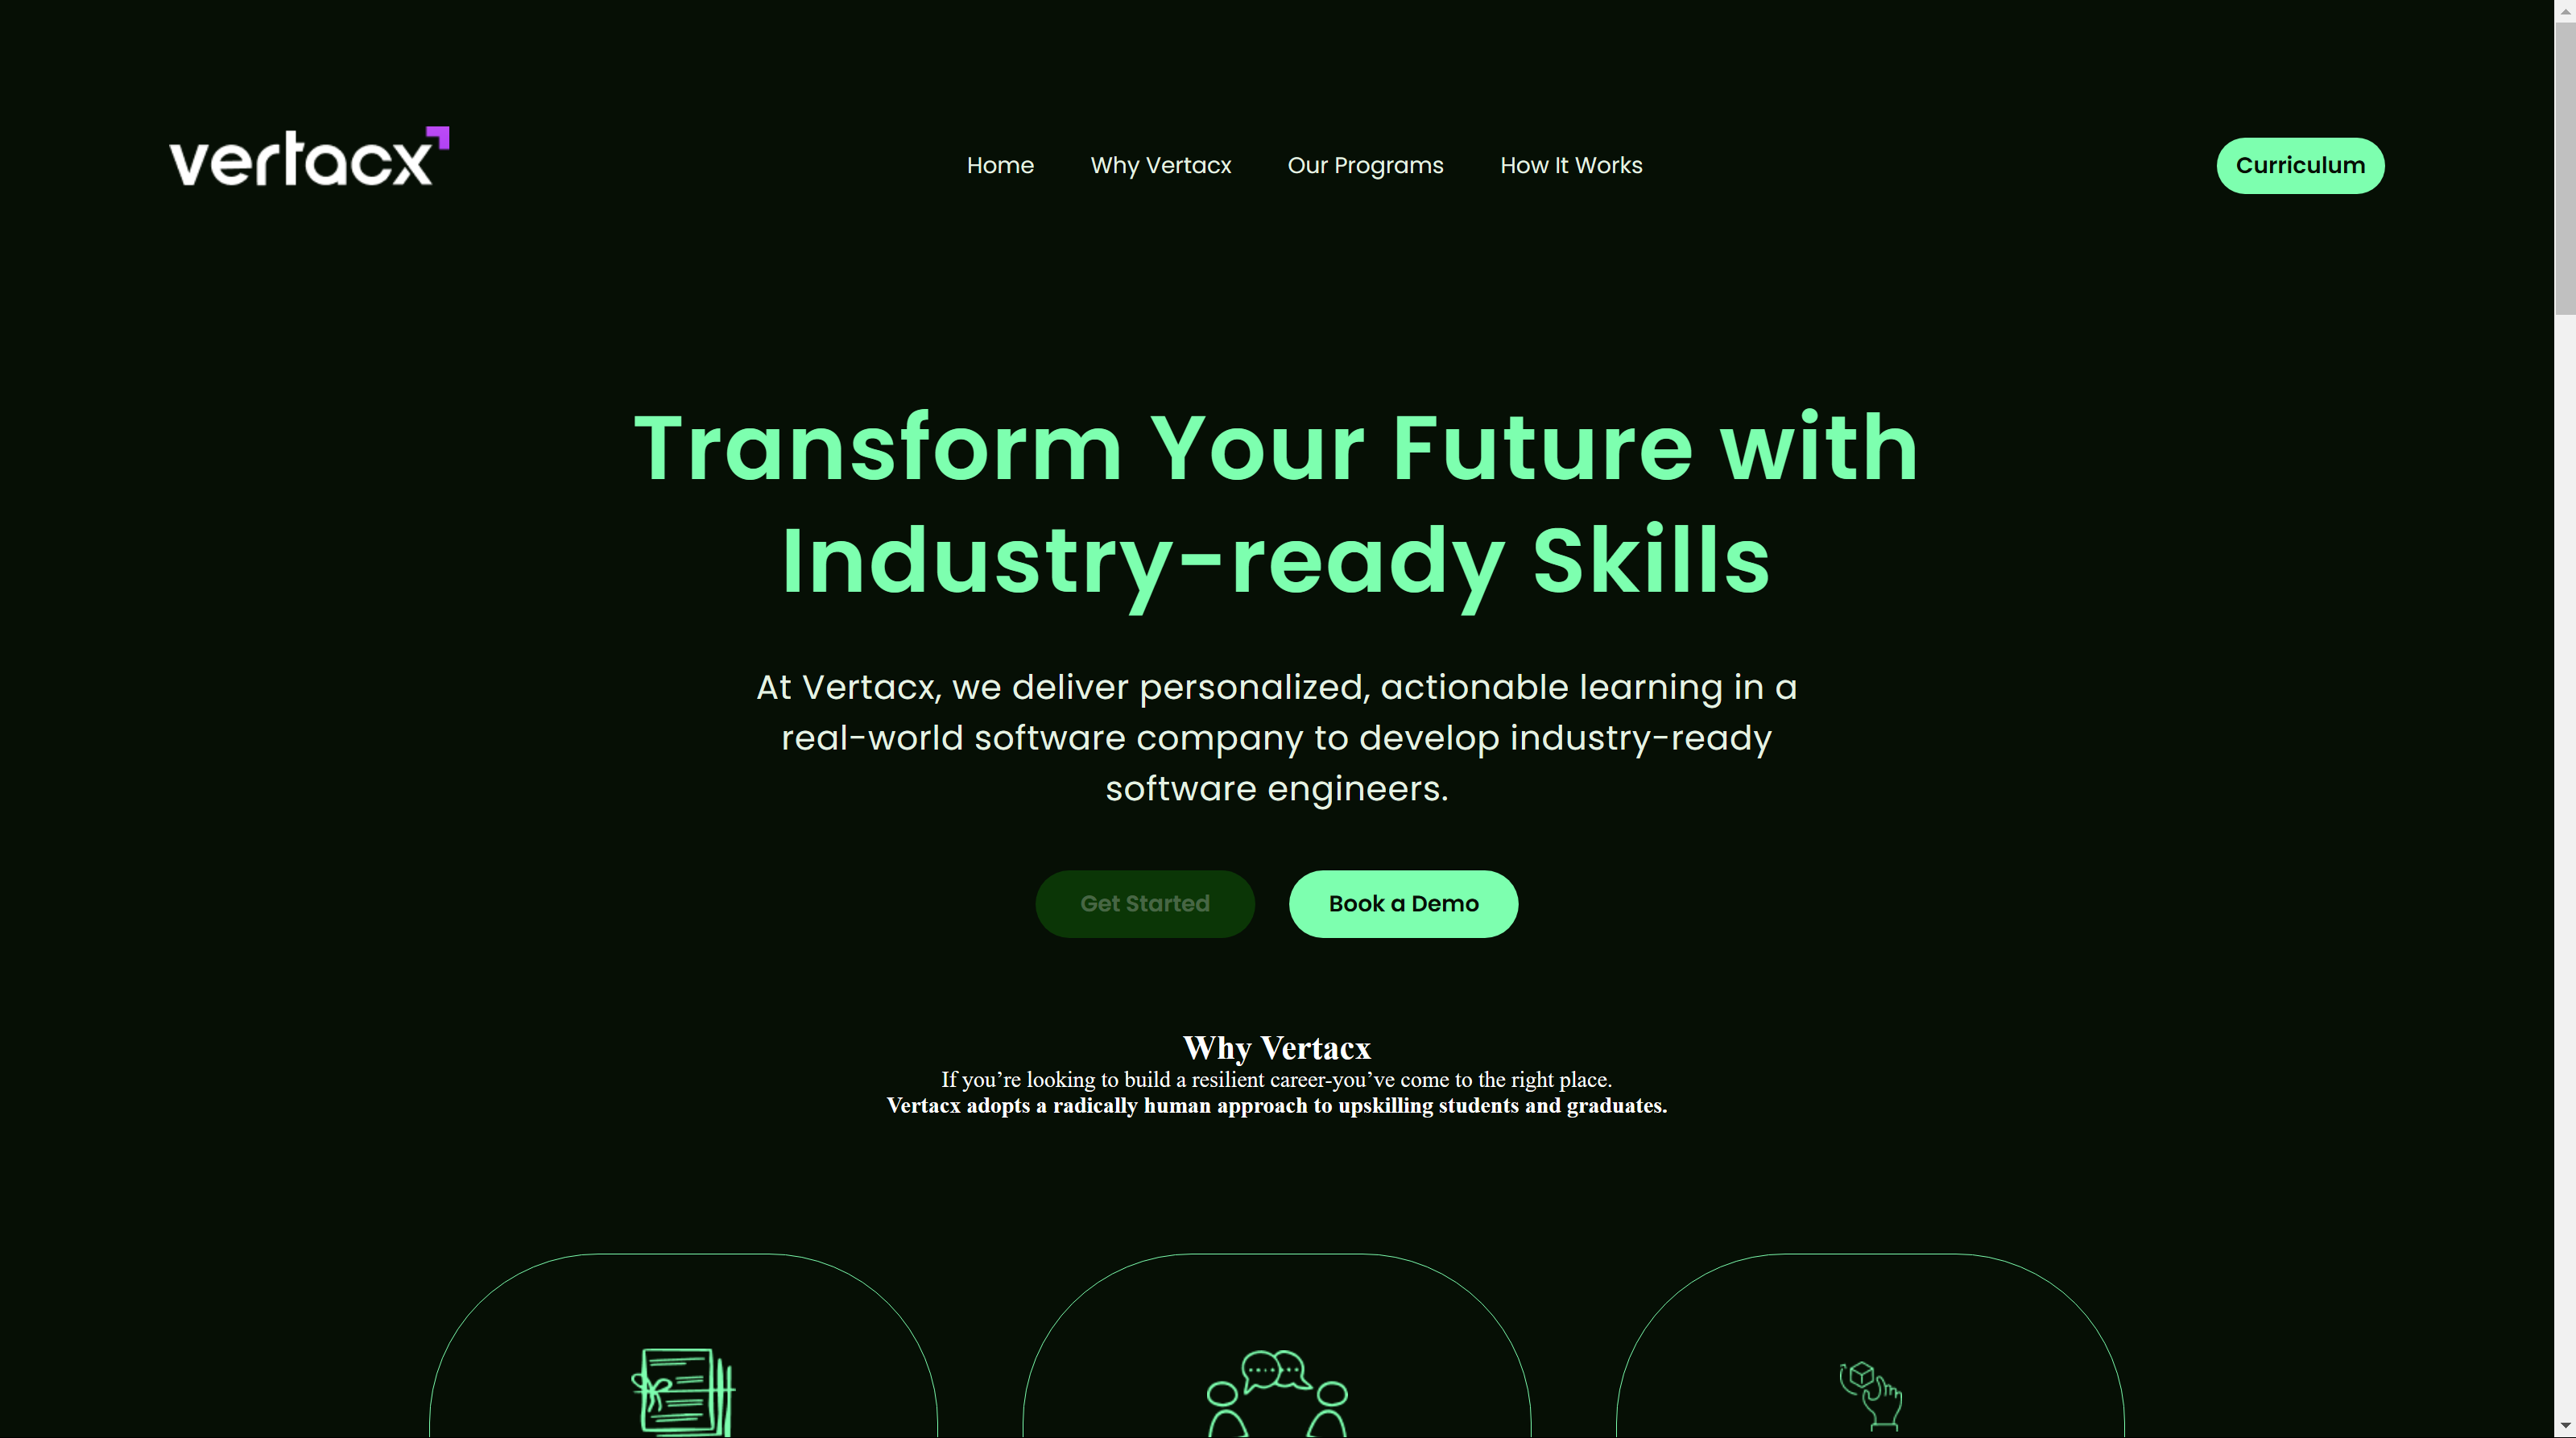 vertacx
Home
Why Vertacx
Our Programs
How It Works
Curriculum
Transform Your Future with
Industry-ready Skills
At Vertacx, we deliver personalized, actionable learning in a
real-world software company to develop industry-ready
software engineers.
Get Started
Book a Demo
Why Vertacx
If you’re looking to build a resilient career-you’ve come to the right place.
Vertacx adopts a radically human approach to upskilling students and graduates.